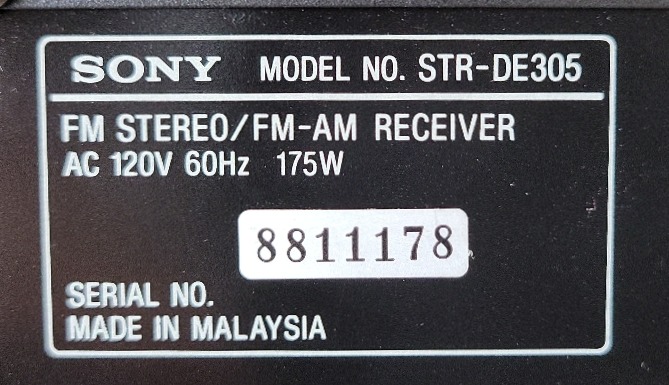 SONY MODEL NO. STR-DE305
FM STEREO/FM-AM RECEIVER
AC 120V 60Hz 175W
8811178
SERIAL NO.
MADE IN MALAYSIA